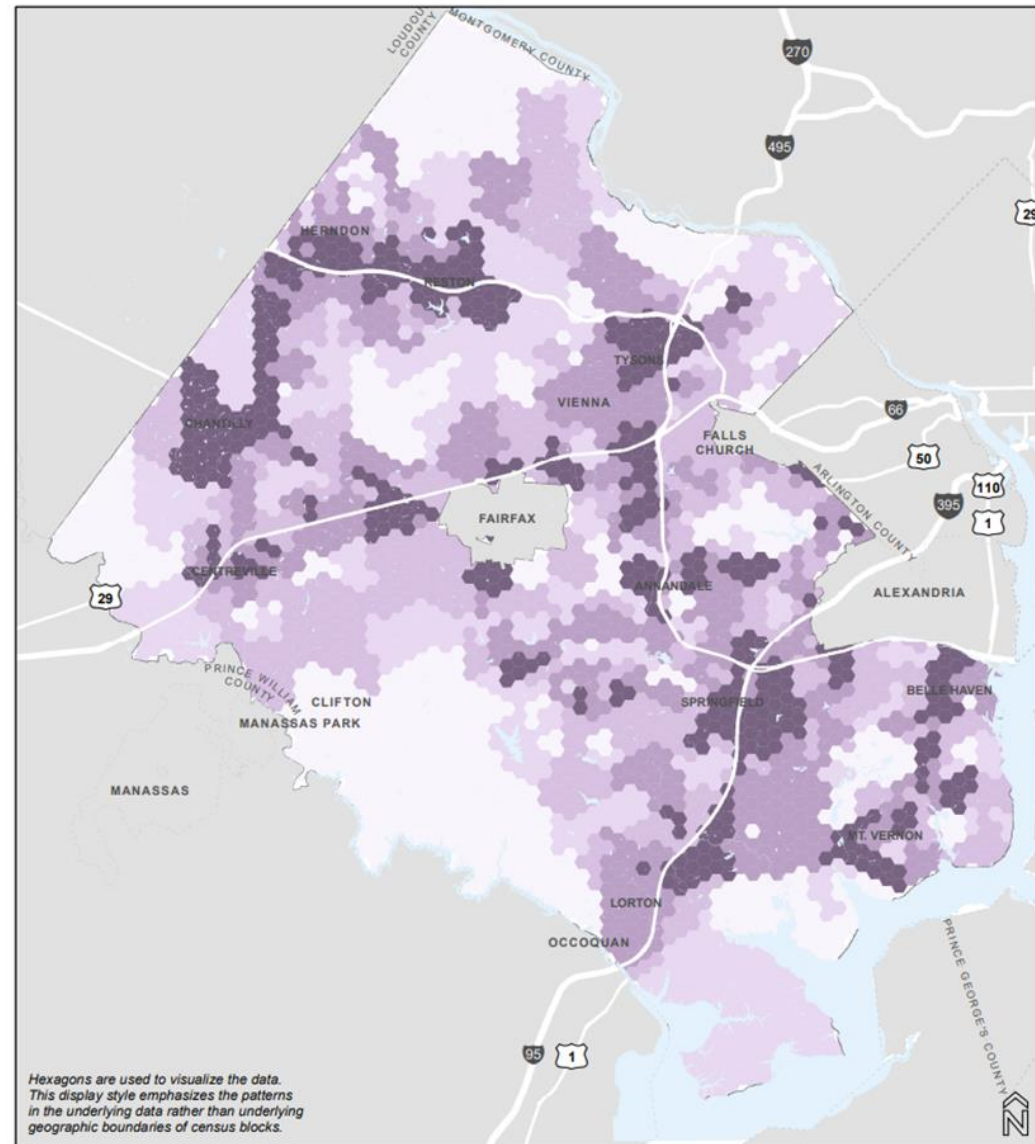 LOUDOUN
COUNTY
MONTGOMERY COUNTY
270
495
29
HERNDON
RESTON
TYSONS
VIENNA
CHANTILLY
FALLS
CHURCH
66
50
ARLINGTON COUNTY
110
395
1
FAIRFAX
CENTREVILLE
ANNANDALE
ALEXANDRIA
29
PRINCE WILLIAM
COUNTY
CLIFTON
MANASSAS PARK
SPRINGFIELD
BELLE HAVEN
MANASSAS
MT. VERNON
LORTON
OCCOQUAN
PRINCE GEORGE'S COUNTY
95
1
Hexagons are used to visualize the data.
This display style emphasizes the patterns
in the underlying data rather than underlying
geographic boundaries of census blocks.
N